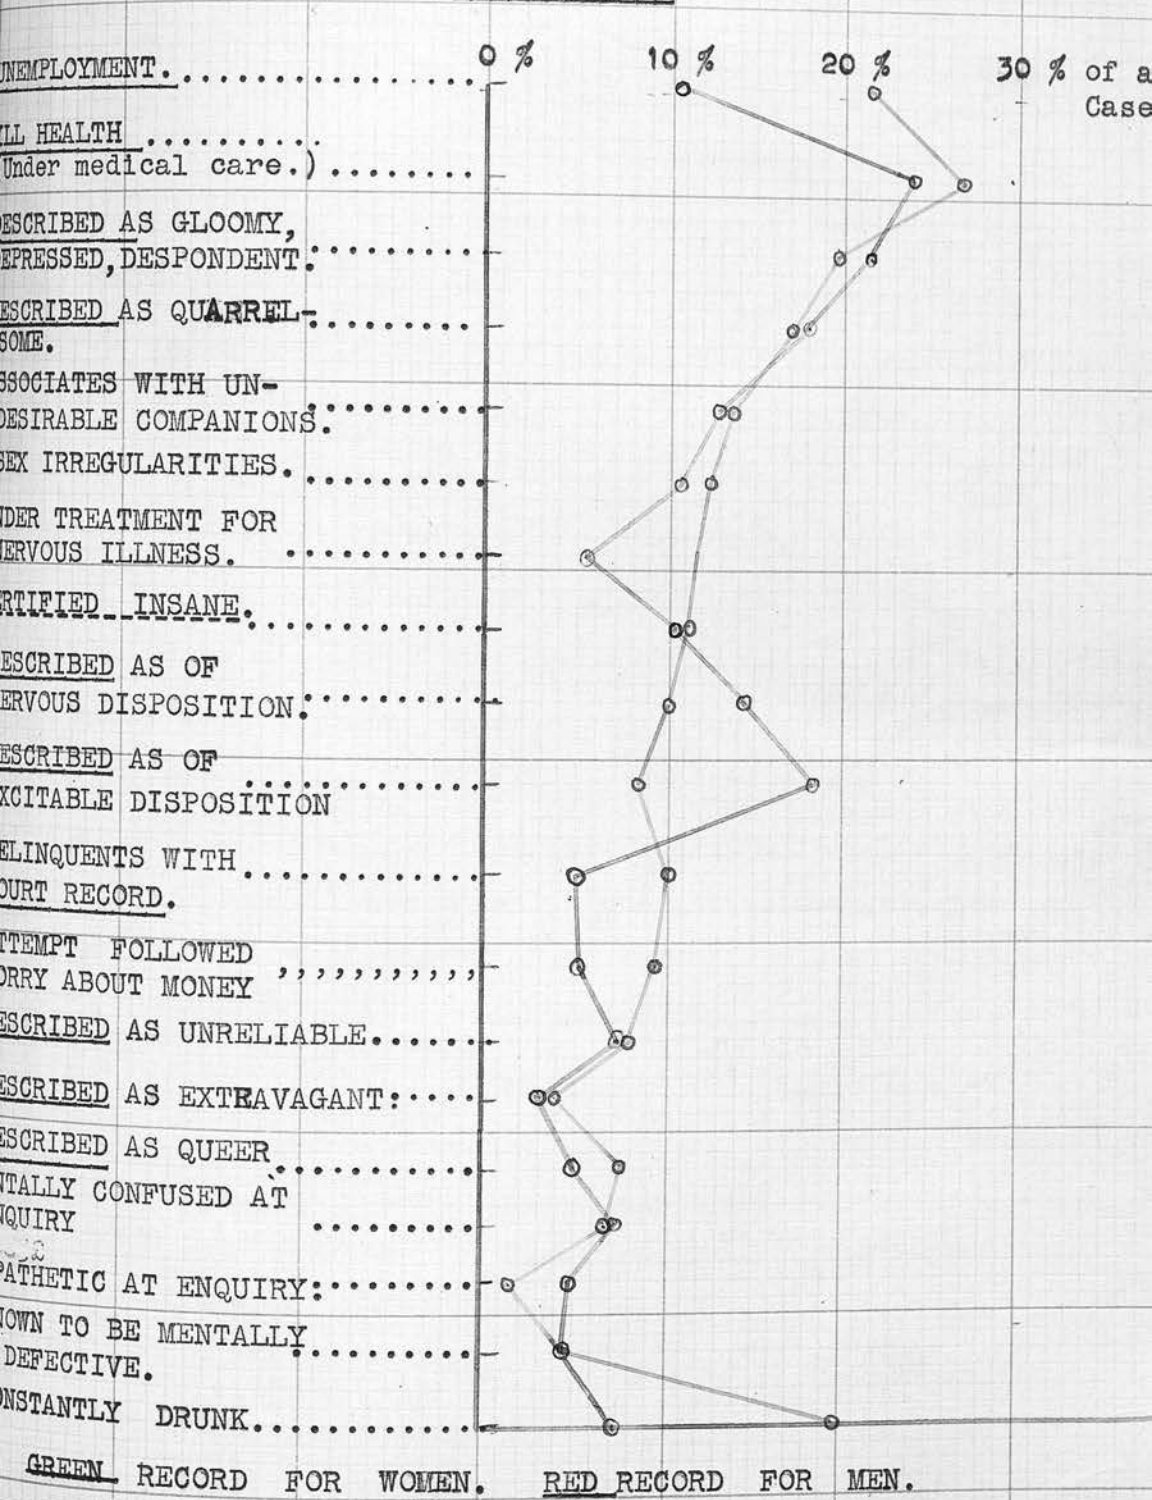 0 % 10 % 20 % 30 % of a
Case
UNEMPLOYMENT.
ILL HEALTH
(Under medical care.)
DESCRIBED AS GLOOMY,
DEPRESSED, DESPONDENT:
ESCRIBED AS QUARREL-
SOME.
SSOCIATES WITH UN-
DESIRABLE COMPANIONS.
SEX IRREGULARITIES.
NDER TREATMENT FOR
NERVOUS ILLNESS.
ERTIFIED INSANE.
ESCRIBED AS OF
ERVOUS DISPOSITION.
ESCRIBED AS OF
XCITABLE DISPOSITION
ELINQUENTS WITH
OURT RECORD.
TTEMPT FOLLOWED
ORRY ABOUT MONEY
ESCRIBED AS UNRELIABLE
ESCRIBED AS EXTRAVAGANT:
ESCRIBED AS QUEER
NTALLY CONFUSED AT
NQUIRY
PATHETIC AT ENQUIRY:
NOWN TO BE MENTALLY
DEFECTIVE.
ONSTANTLY DRUNK
GREEN RECORD FOR WOMEN. RED RECORD FOR MEN.